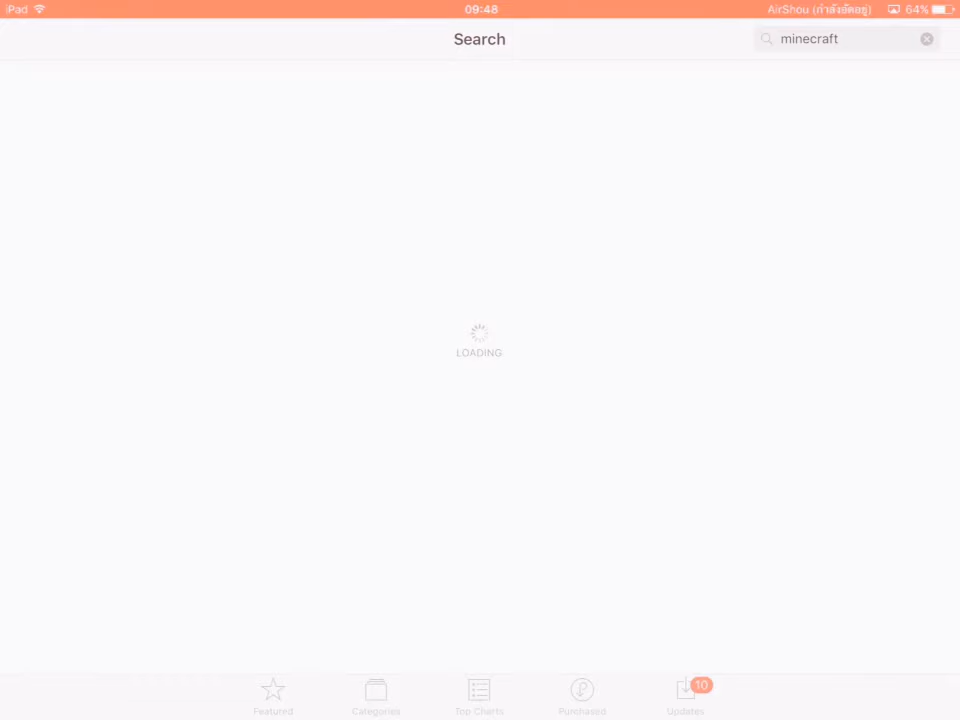 iPad 09:48 AirShou (กำลังอัดอยู่) 64%
Search minecraft
LOADING
Featured Categories Top Charts Purchased Updates 10